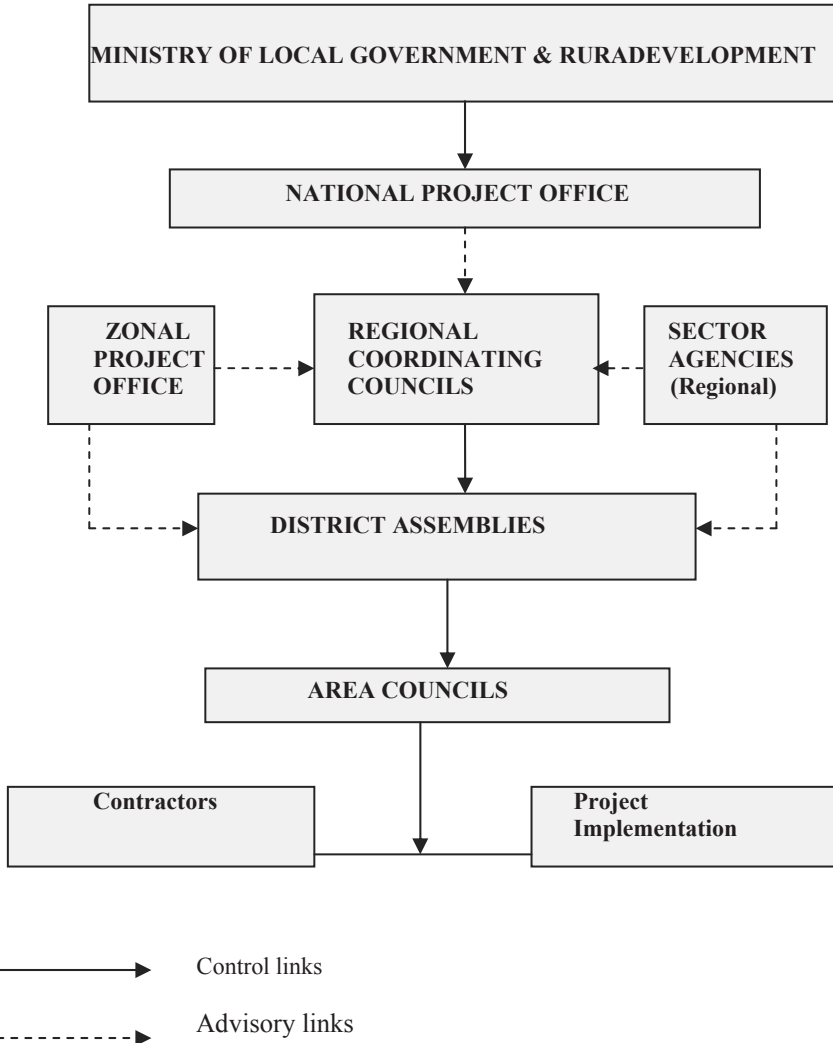 MINISTRY OF LOCAL GOVERNMENT & RURADEVELOPMENT
NATIONAL PROJECT OFFICE
ZONAL
PROJECT
OFFICE
REGIONAL
COORDINATING
COUNCILS
SECTOR
AGENCIES
(Regional)
DISTRICT ASSEMBLIES
AREA COUNCILS
Contractors
Project
Implementation
Control links
Advisory links